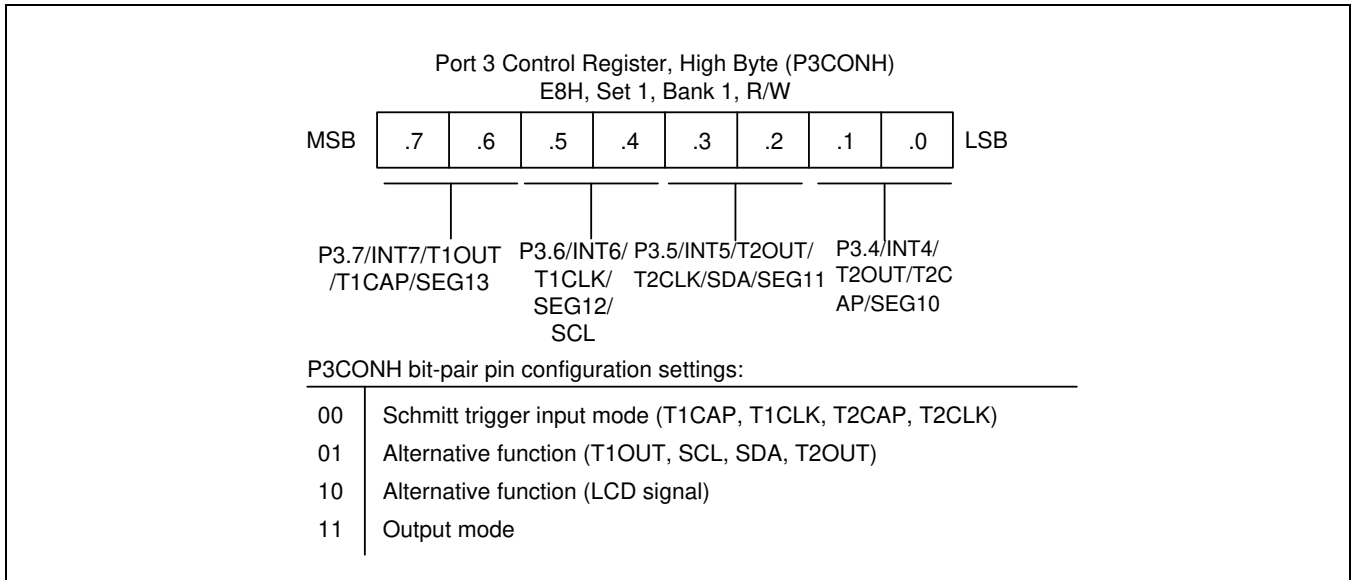 Port 3 Control Register, High Byte (P3CONH)
E8H, Set 1, Bank 1, R/W
MSB .7 .6 .5 .4 .3 .2 .1 .0 LSB
P3.7/INT7/T1OUT
/T1CAP/SEG13
P3.6/INT6/
T1CLK/
SEG12/
SCL
P3.5/INT5/T2OUT/
T2CLK/SDA/SEG11
P3.4/INT4/
T2OUT/T2C
AP/SEG10
P3CONH bit-pair pin configuration settings:
00 Schmitt trigger input mode (T1CAP, T1CLK, T2CAP, T2CLK)
01 Alternative function (T1OUT, SCL, SDA, T2OUT)
10 Alternative function (LCD signal)
11 Output mode